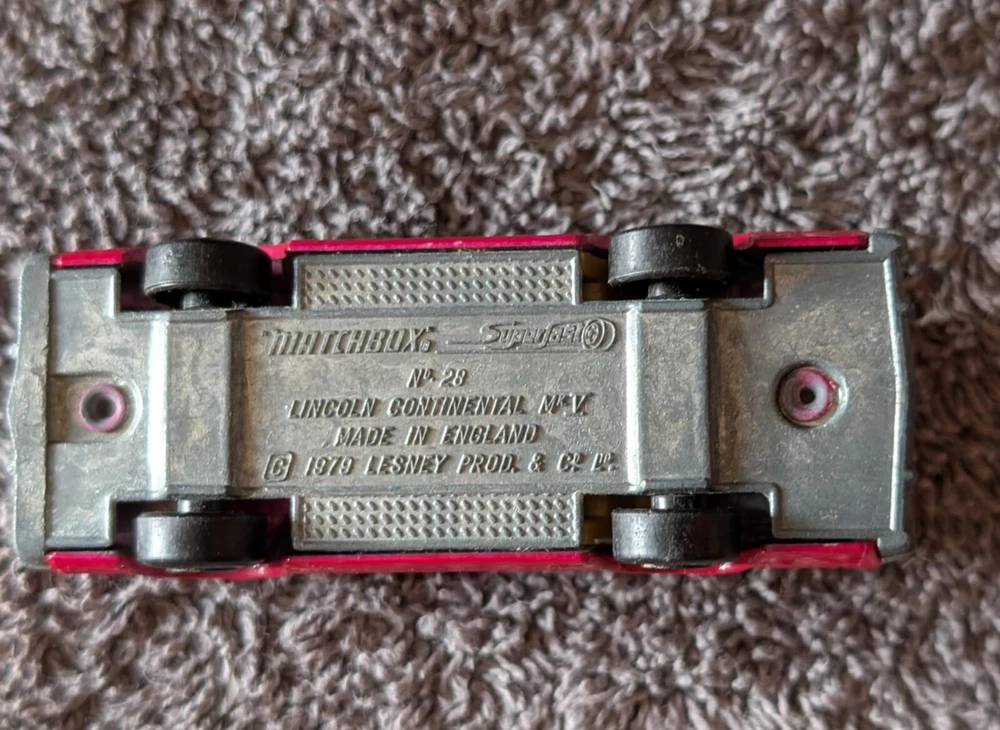 "MATCHBOX" Superfast
Nº 28
LINCOLN CONTINENTAL Mk V
MADE IN ENGLAND
© 1979 LESNEY PROD. & Cº Lᵀᴰ.